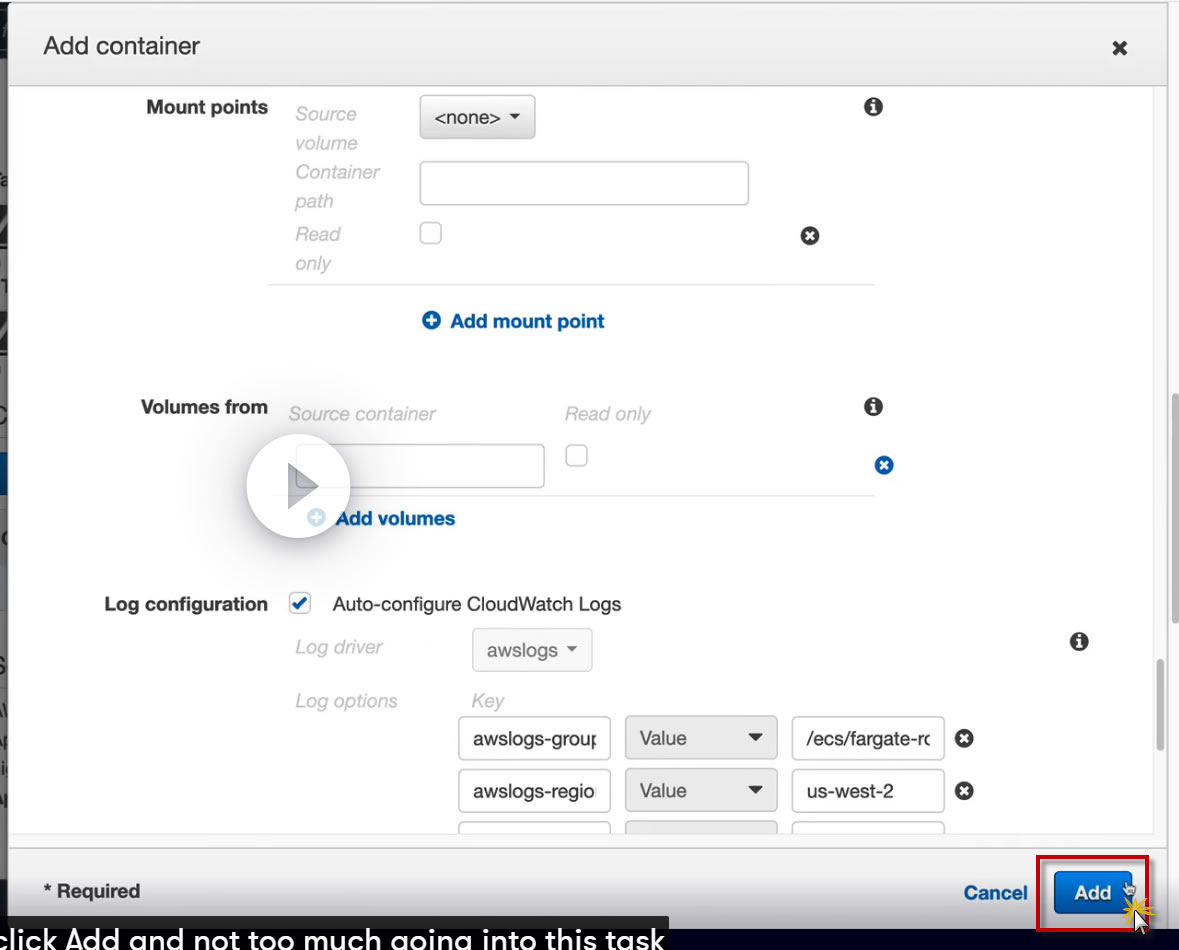 Add container
Mount points
Source volume
<none>
Container path
Read only
Add mount point
Volumes from
Source container
Read only
Add volumes
Log configuration
Auto-configure CloudWatch Logs
Log driver
awslogs
Log options
Key
awslogs-group Value /ecs/fargate-ro
awslogs-regio Value us-west-2
* Required
Cancel
Add
click Add and not too much going into this task